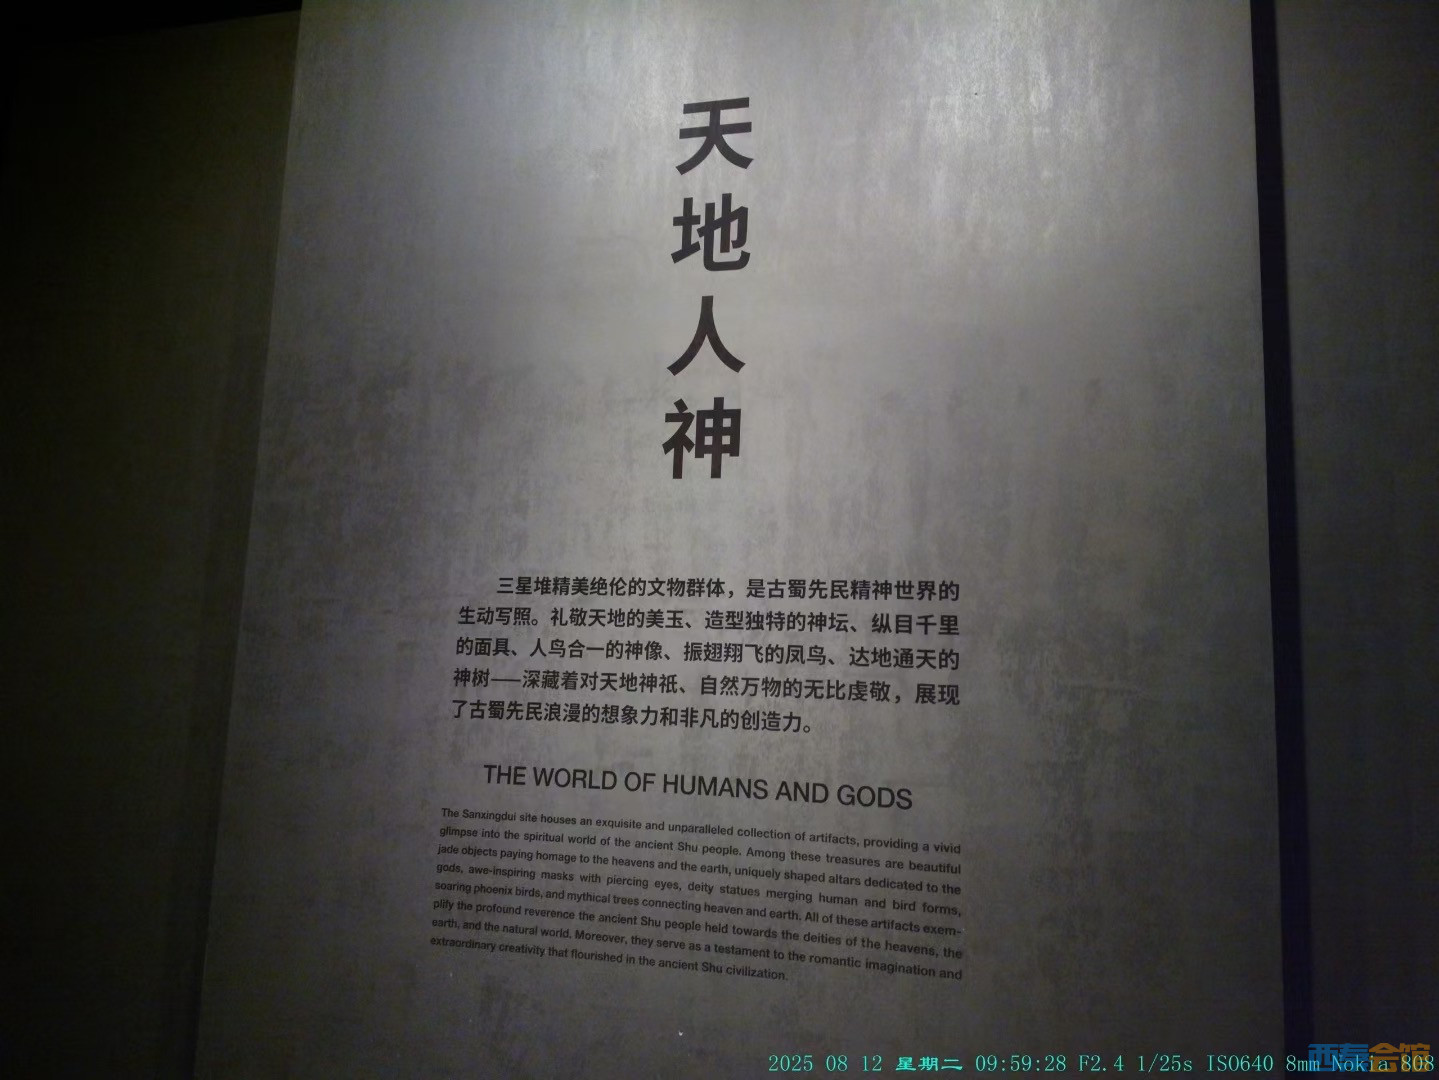 天地人神
三星堆精美绝伦的文物群体，是古蜀先民精神世界的
生动写照。礼敬天地的美玉、造型独特的神坛、纵目千里
的面具、人鸟合一的神像、振翅翔飞的凤鸟、达地通天的
神树——深藏着对天地神祇、自然万物的无比虔敬，展现
了古蜀先民浪漫的想象力和非凡的创造力。
THE WORLD OF HUMANS AND GODS
The Sanxingdui site houses an exquisite and unparalleled collection of artifacts, providing a vivid
glimpse into the spiritual world of the ancient Shu people. Among these treasures are beautiful
jade objects paying homage to the heavens and the earth, uniquely shaped altars dedicated to the
gods, awe-inspiring masks with piercing eyes, deity statues merging human and bird forms,
soaring phoenix birds, and mythical trees connecting heaven and earth. All of these artifacts exem-
plify the profound reverence the ancient Shu people held towards the deities of the heavens, the
earth, and the natural world. Moreover, they serve as a testament to the romantic imagination and
extraordinary creativity that flourished in the ancient Shu civilization.
2025 08 12 星期二 09:59:28 F2.4 1/25s ISO640 8mm Nokia 808
西秦会馆